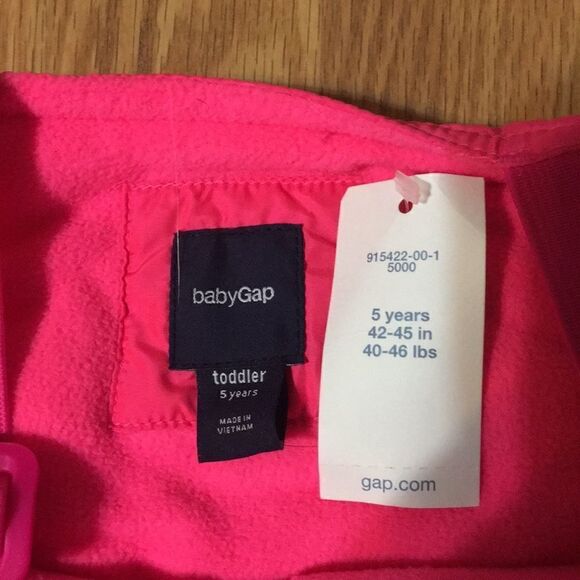 babyGap
toddler
5 years
MADE IN
VIETNAM
915422-00-1
5000
5 years
42-45 in
40-46 lbs
gap.com